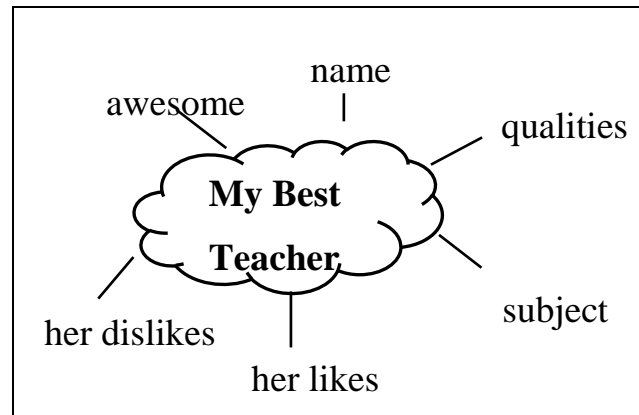 name
awesome
qualities
My Best
Teacher
subject
her dislikes
her likes